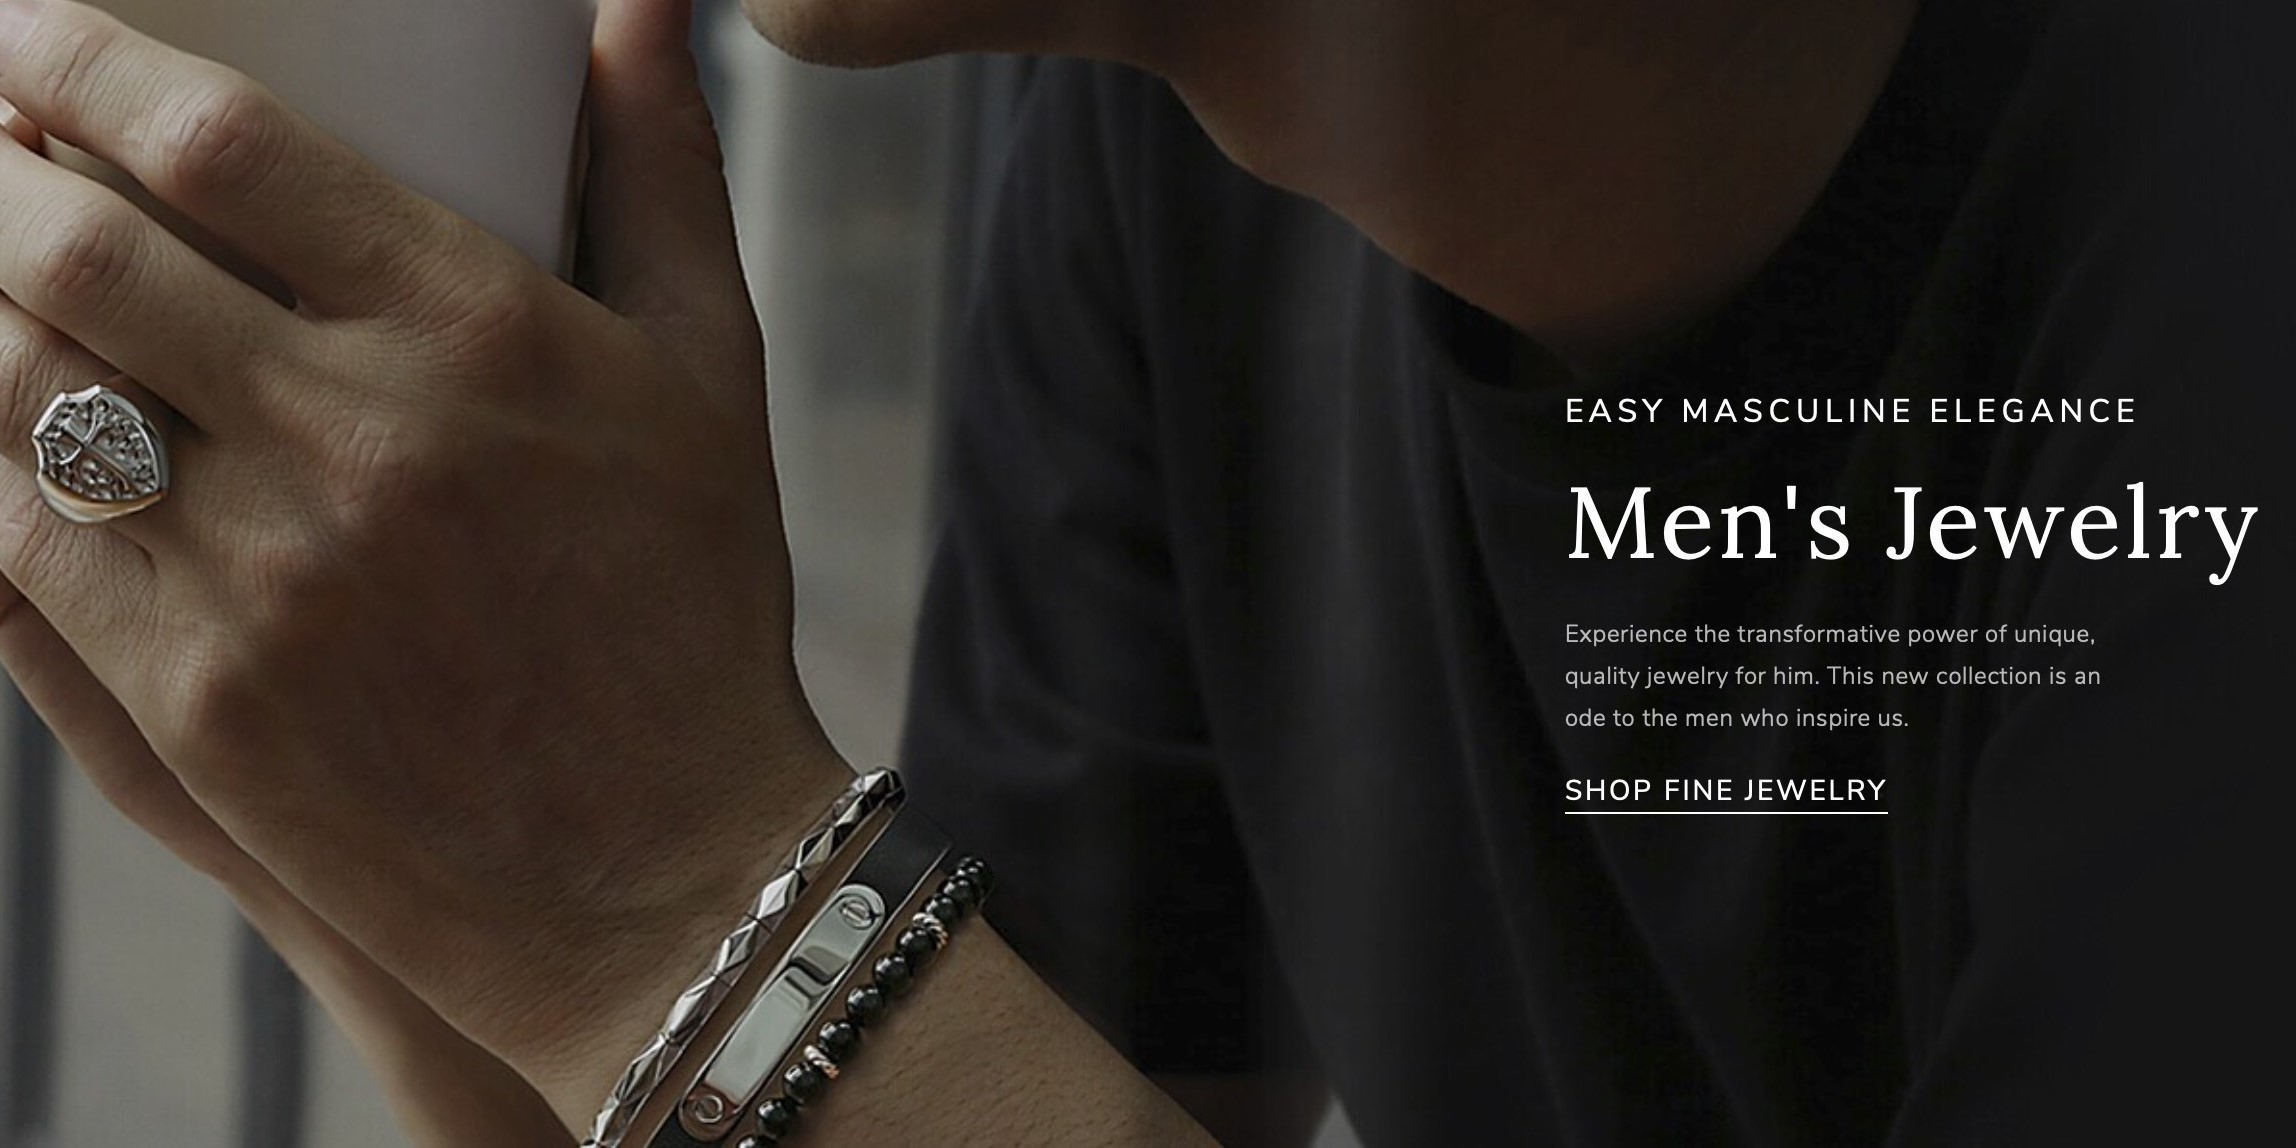 EASY MASCULINE ELEGANCE
Men's Jewelry
Experience the transformative power of unique,
quality jewelry for him. This new collection is an
ode to the men who inspire us.
SHOP FINE JEWELRY